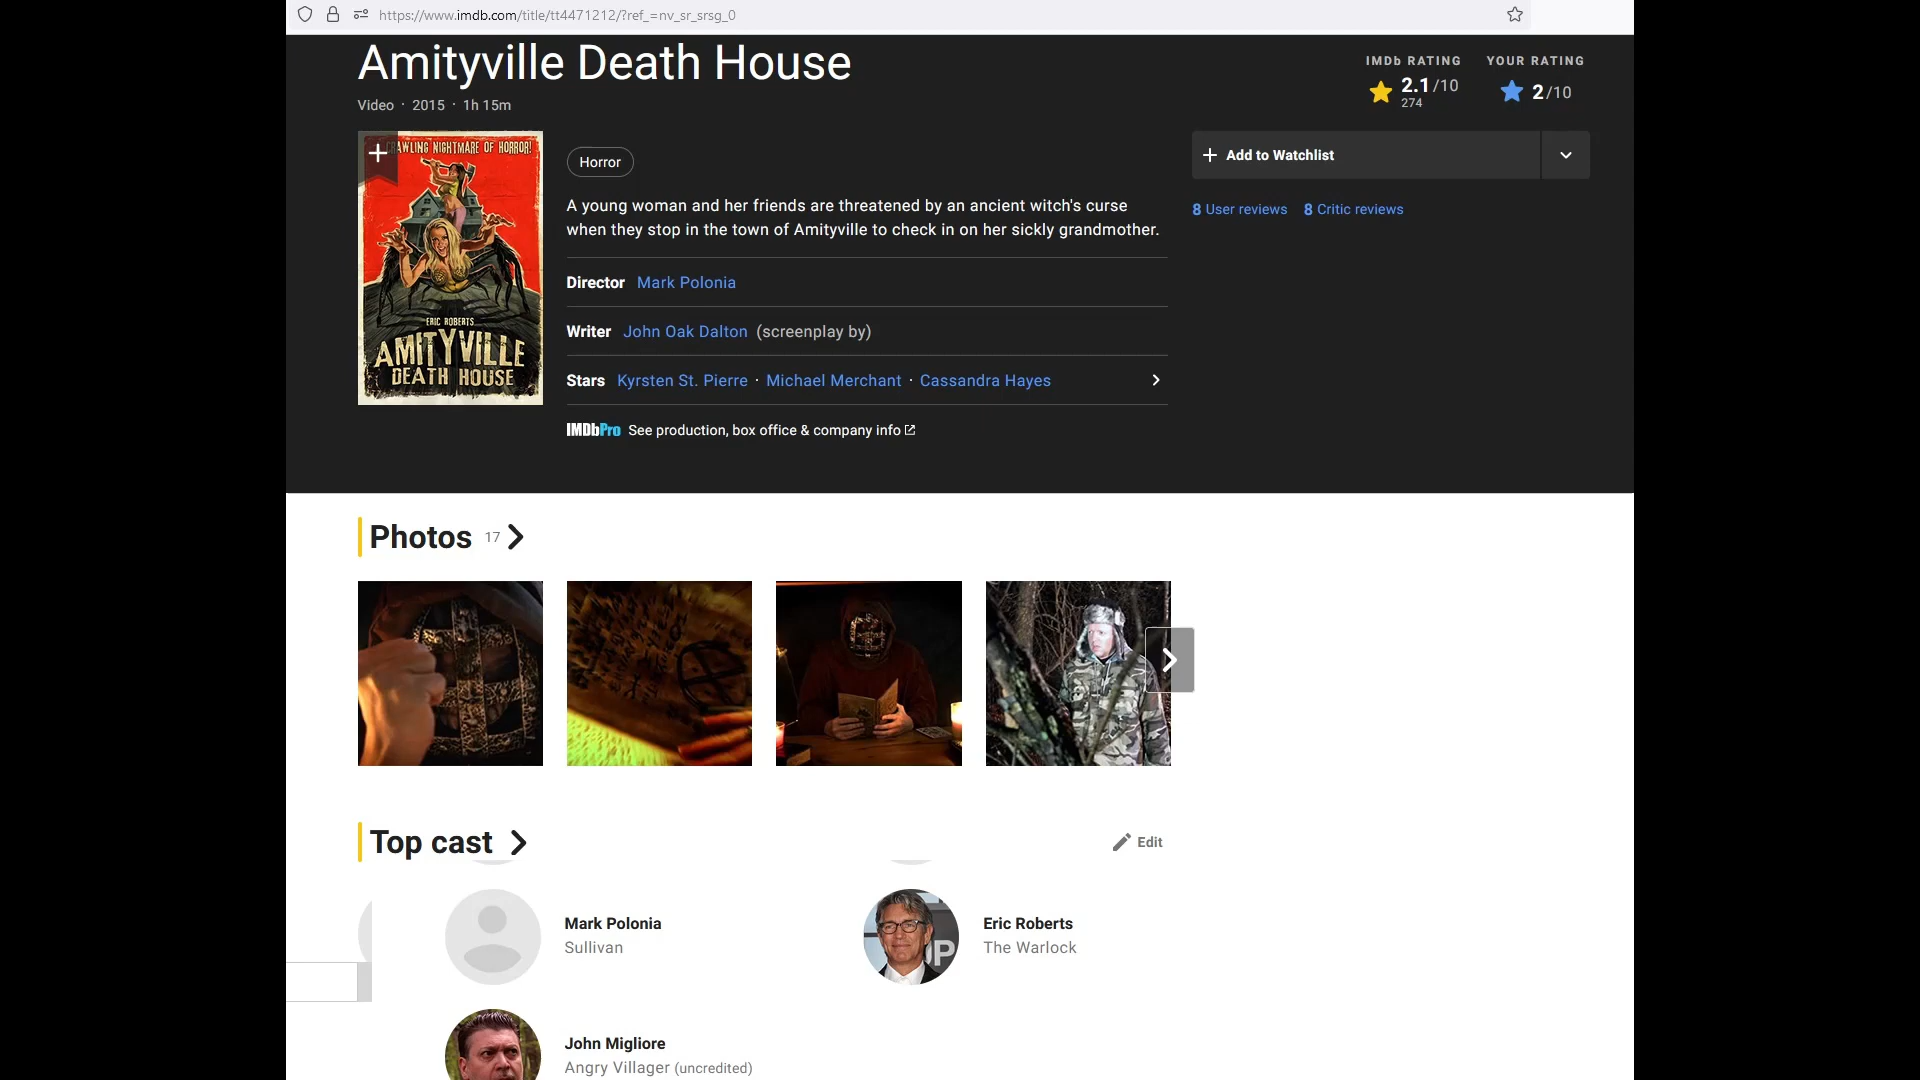 https://www.imdb.com/title/tt4471212/?ref_=nv_sr_srsg_0
Amityville Death House
Video · 2015 · 1h 15m
IMDb RATING
2.1/10
274
YOUR RATING
2/10
RAWLING NIGHTMARE OF HORROR!
ERIC ROBERTS
AMITYVILLE
DEATH HOUSE
Horror
A young woman and her friends are threatened by an ancient witch's curse
when they stop in the town of Amityville to check in on her sickly grandmother.
Director Mark Polonia
Writer John Oak Dalton (screenplay by)
Stars Kyrsten St. Pierre · Michael Merchant · Cassandra Hayes
IMDbPro See production, box office & company info
Add to Watchlist
8 User reviews 8 Critic reviews
Photos 17
Top cast
Edit
Mark Polonia
Sullivan
Eric Roberts
The Warlock
OP
John Migliore
Angry Villager (uncredited)